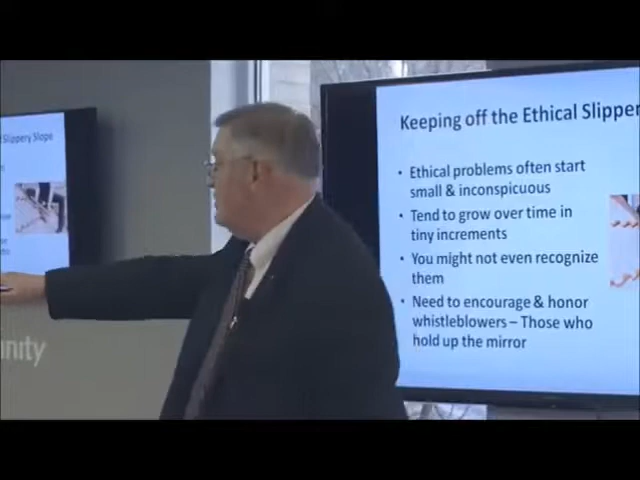 Slippery Slope
Keeping off the Ethical Slipper
• Ethical problems often start
small & inconspicuous
• Tend to grow over time in
tiny increments
• You might not even recognize
them
• Need to encourage & honor
whistleblowers – Those who
hold up the mirror
unity